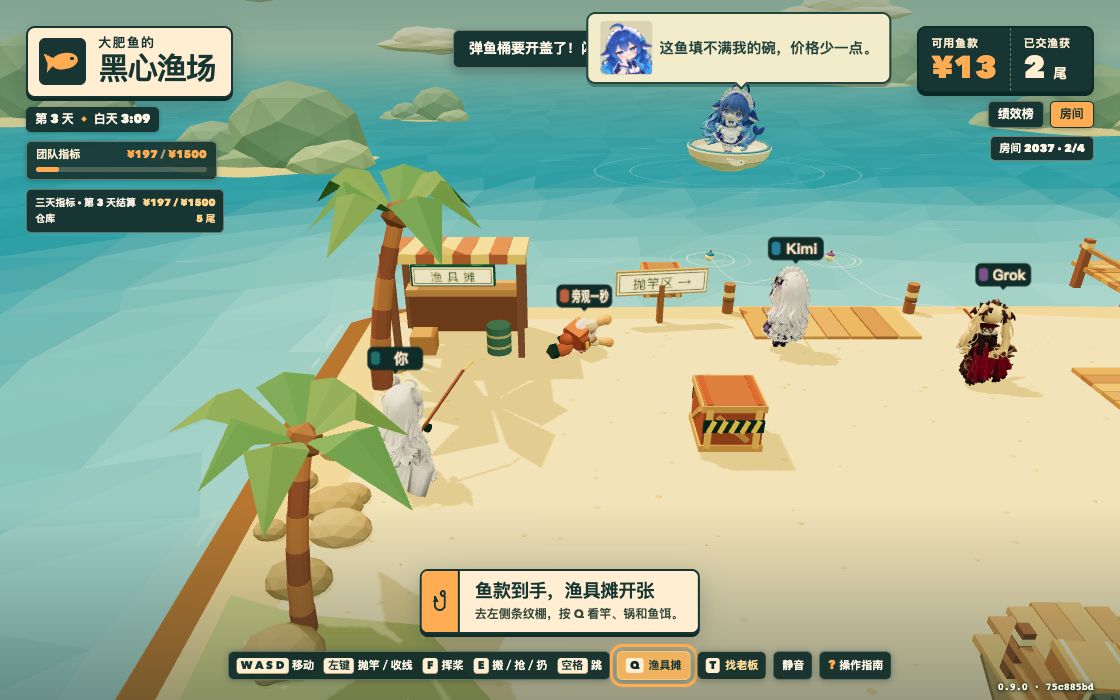 大肥鱼的
黑心渔场
第 3 天 • 白天 3:09
团队指标 ¥197 / ¥1500
三天指标 • 第 3 天结算 ¥197 / ¥1500
仓库 5 尾
弹鱼桶要开盖了！
这鱼填不满我的碗，价格少一点。
可用鱼款 已交渔获
¥13 2 尾
绩效榜 房间
房间 2037 · 2/4
渔具摊
抛竿区 →
旁观一秒
Kimi
Grok
你
鱼款到手，渔具摊开张
去左侧条纹棚，按 Q 看竿、锅和鱼饵。
WASD 移动 左键 抛竿 / 收线 F 挥桨 E 搬 / 抢 / 扔 空格 跳 Q 渔具摊 T 找老板 静音 ? 操作指南
0.9.0 · 75c885bd